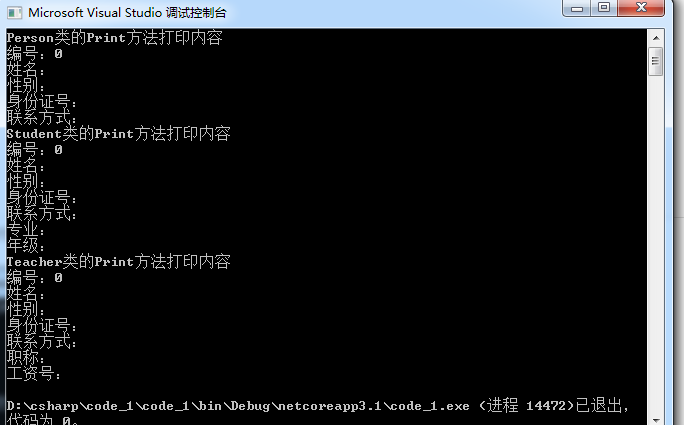 Microsoft Visual Studio 调试控制台
Person类的Print方法打印内容
编号：0
姓名：
性别：
身份证号：
联系方式：
Student类的Print方法打印内容
编号：0
姓名：
性别：
身份证号：
联系方式：
专业：
年级：
Teacher类的Print方法打印内容
编号：0
姓名：
性别：
身份证号：
联系方式：
职称：
工资号：
D:\csharp\code_1\code_1\bin\Debug\netcoreapp3.1\code_1.exe (进程 14472)已退出，
代码为 0。